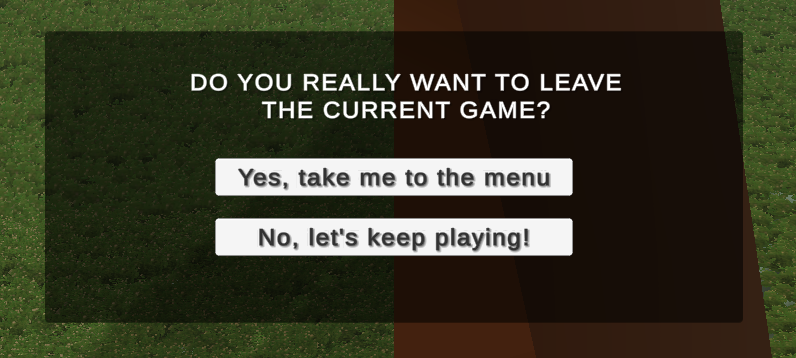 DO YOU REALLY WANT TO LEAVE
THE CURRENT GAME?
Yes, take me to the menu
No, let's keep playing!